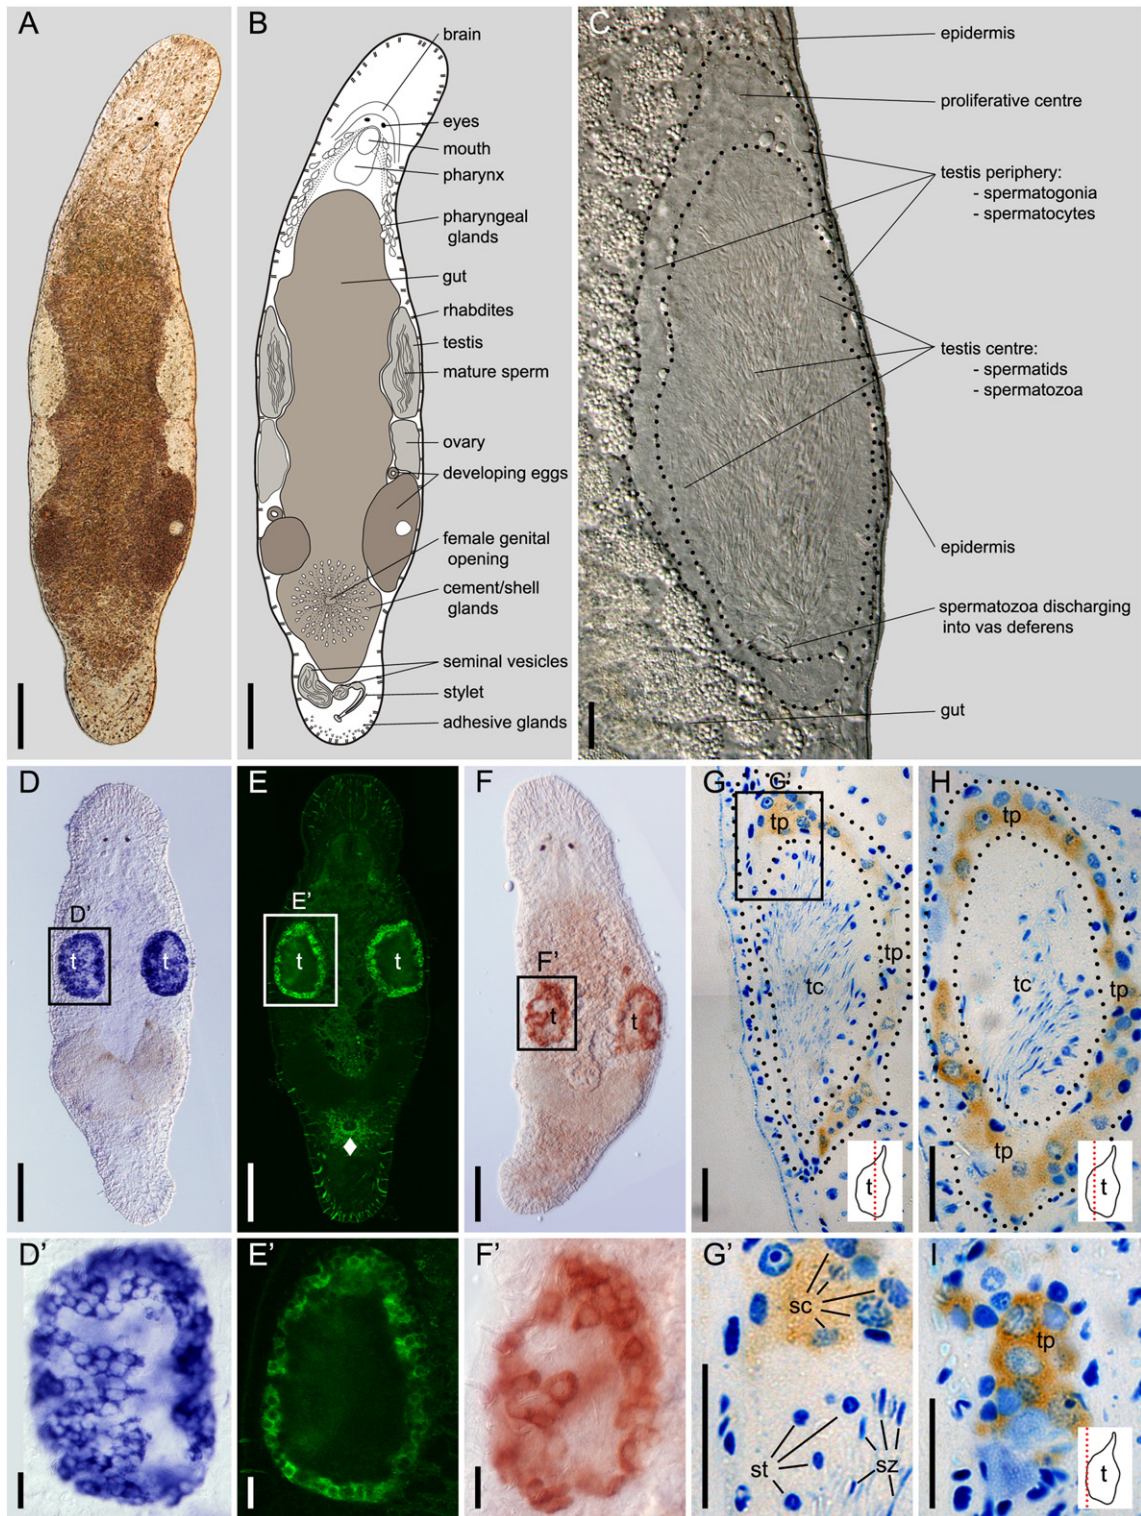 A
B
brain
eyes
mouth
pharynx
pharyngeal
glands
gut
rhabdites
testis
mature sperm
ovary
developing eggs
female genital
opening
cement/shell
glands
seminal vesicles
stylet
adhesive glands
C
epidermis
proliferative centre
testis periphery:
- spermatogonia
- spermatocytes
testis centre:
- spermatids
- spermatozoa
epidermis
spermatozoa discharging
into vas deferens
gut
D
D'
t
t
E
E'
t
t
F
F'
t
t
G
G'
tp
tp
tc
t
H
tp
tc
tp
tp
t
D'
E'
F'
G'
sc
st
sz
I
tp
t